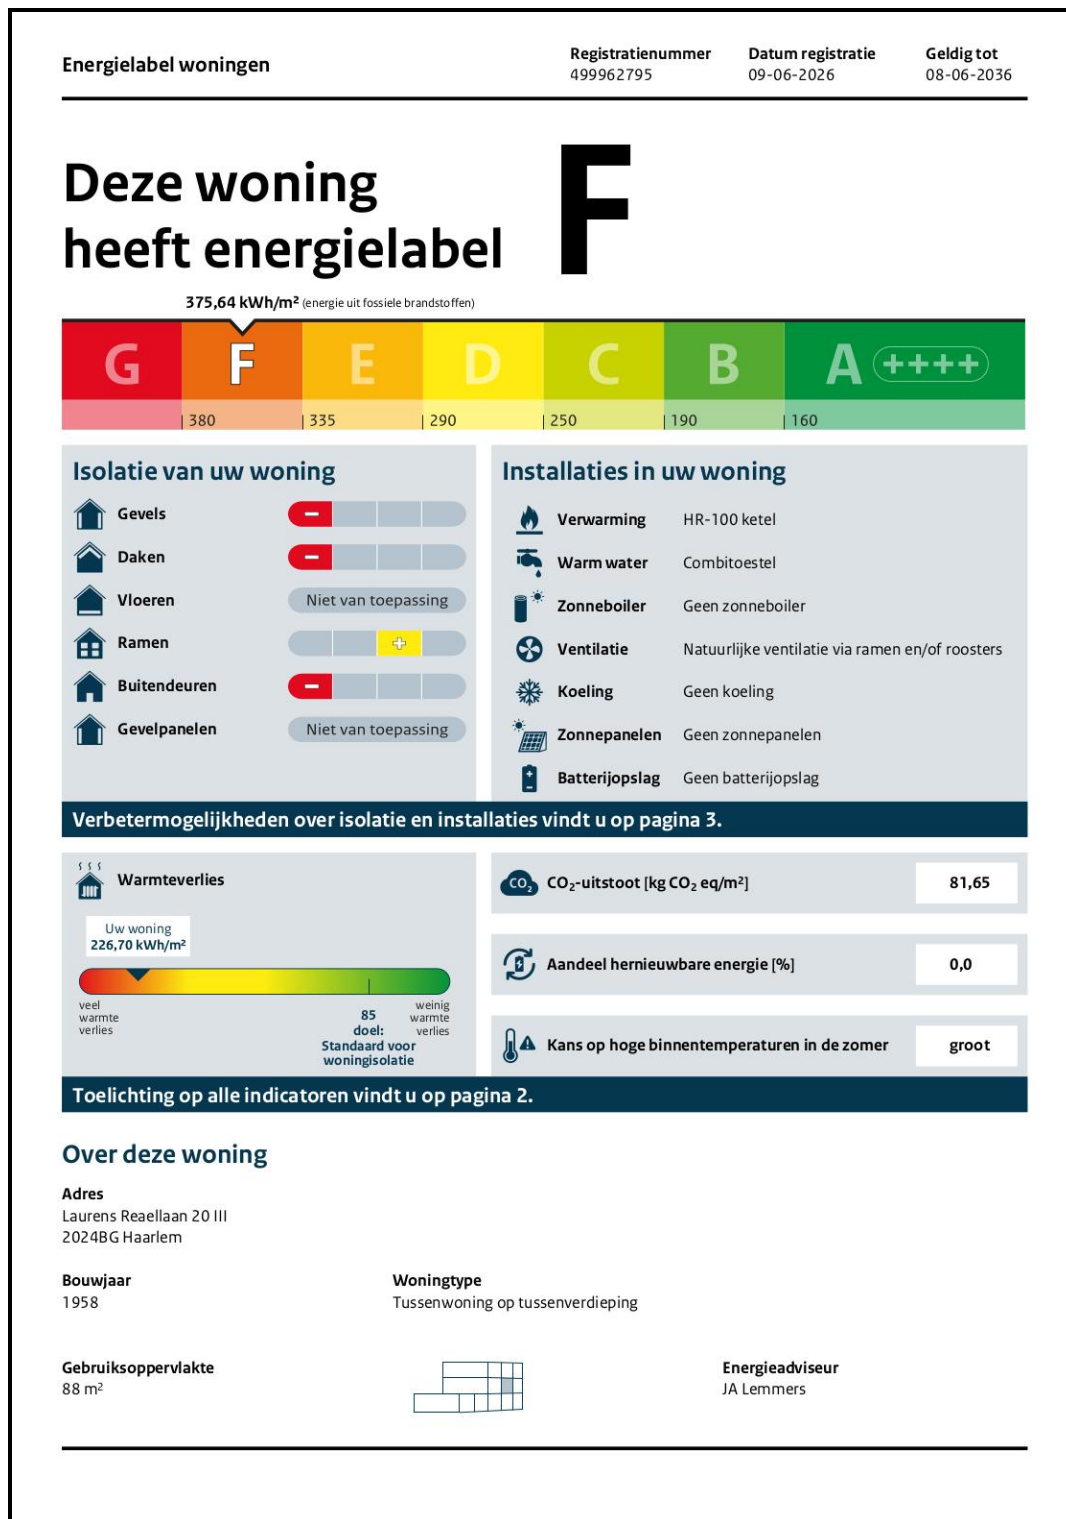 Energielabel woningen
Registratienummer
499962795
Datum registratie
09-06-2026
Geldig tot
08-06-2036
Deze woning
heeft energielabel
F
375,64 kWh/m² (energie uit fossiele brandstoffen)
G F E D C B A ++++
380 335 290 250 190 160
Isolatie van uw woning
Gevels –
Daken –
Vloeren Niet van toepassing
Ramen +
Buitendeuren –
Gevelpanelen Niet van toepassing
Installaties in uw woning
Verwarming HR-100 ketel
Warm water Combitoestel
Zonneboiler Geen zonneboiler
Ventilatie Natuurlijke ventilatie via ramen en/of roosters
Koeling Geen koeling
Zonnepanelen Geen zonnepanelen
Batterijopslag Geen batterijopslag
Verbetermogelijkheden over isolatie en installaties vindt u op pagina 3.
Warmteverlies
Uw woning
226,70 kWh/m²
veel
warmte
verlies
85
doel:
Standaard voor
woningisolatie
weinig
warmte
verlies
CO₂ CO₂-uitstoot [kg CO₂ eq/m²] 81,65
Aandeel hernieuwbare energie [%] 0,0
Kans op hoge binnentemperaturen in de zomer groot
Toelichting op alle indicatoren vindt u op pagina 2.
Over deze woning
Adres
Laurens Reaellaan 20 III
2024BG Haarlem
Bouwjaar
1958
Woningtype
Tussenwoning op tussenverdieping
Gebruiksoppervlakte
88 m²
Energieadviseur
JA Lemmers